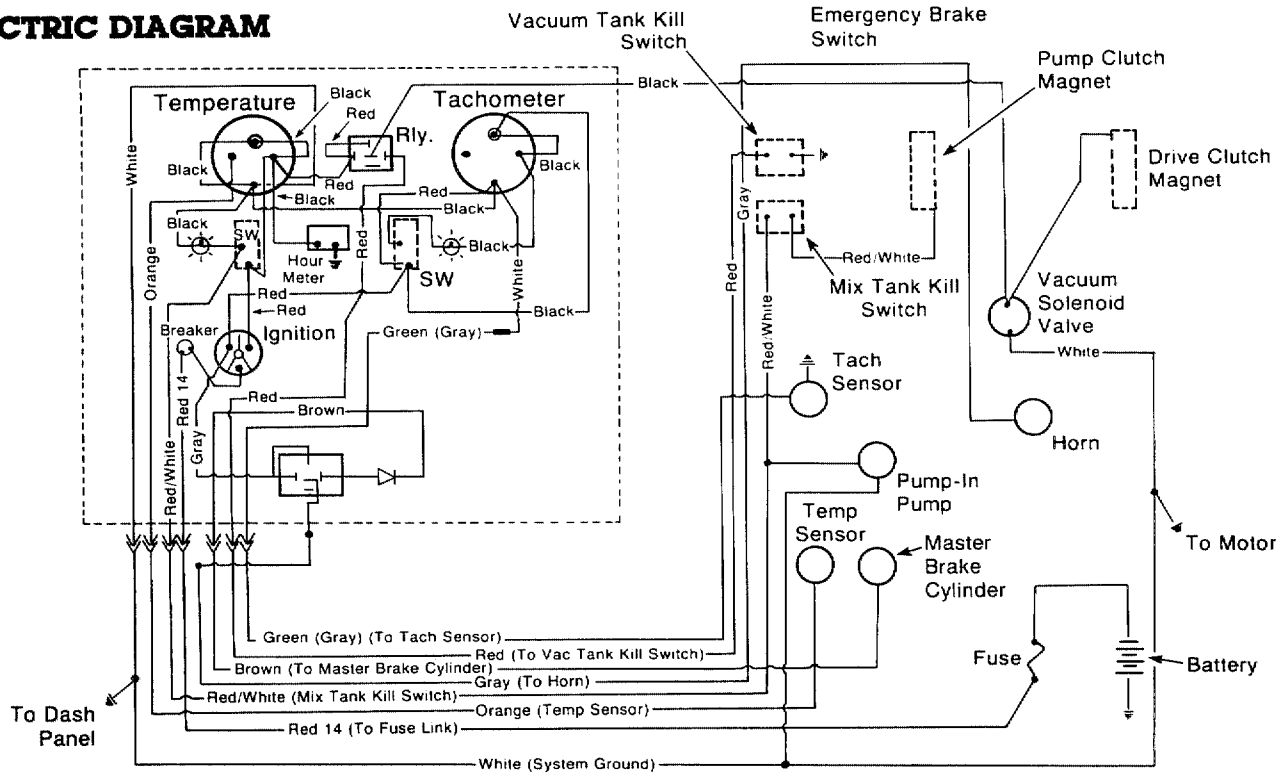 CTRIC DIAGRAM
Vacuum Tank Kill
Switch
Emergency Brake
Switch
Pump Clutch
Magnet
Drive Clutch
Magnet
Temperature
Black
Red
Rly.
Tachometer
Black
White
Black
Red
Black
Black
Red
Black
Gray
Black
SW
Hour
Meter
Red
SW
Black
White
Orange
Red
Red/White
Mix Tank Kill
Switch
Vacuum
Solenoid
Valve
Red
Red
Black
Breaker
Ignition
Green (Gray)
Red/White
White
Tach
Sensor
Red 14
Red
Brown
Horn
Gray
Red/White
Pump-In
Pump
Temp
Sensor
Master
Brake
Cylinder
To Motor
Green (Gray) (To Tach Sensor)
Red (To Vac Tank Kill Switch)
Brown (To Master Brake Cylinder)
Gray (To Horn)
Fuse
Battery
Red/White (Mix Tank Kill Switch)
Orange (Temp Sensor)
To Dash
Panel
Red 14 (To Fuse Link)
White (System Ground)